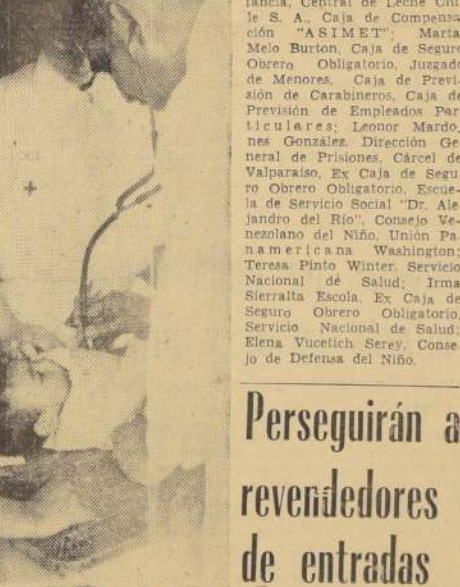 fancia, Central de Leche Chi
le S. A., Caja de Compensa
ción "ASIMET"; Marta
Melo Burton, Caja de Seguro
Obrero Obligatorio, Juzgado
de Menores, Caja de Previ
sión de Carabineros, Caja de
Previsión de Empleados Par
ticulares; Leonor Mardo,
nes González, Dirección Ge
neral de Prisiones, Cárcel de
Valparaíso, Ex Caja de Segu
ro Obrero Obligatorio, Escue-
la de Servicio Social "Dr. Ale
jandro del Río", Consejo Ve-
nezolano del Niño, Unión Pa
namericana Washington;
Teresa Pinto Winter, Servicio
Nacional dé Salud; Irma
Sierralta Escola, Ex Caja de
Seguro Obrero Obligatorio,
Servicio Nacional de Salud;
Elena Vucetich Serey, Conse
jo de Defensa del Niño.
Perseguirán a
revendedores
de entradas